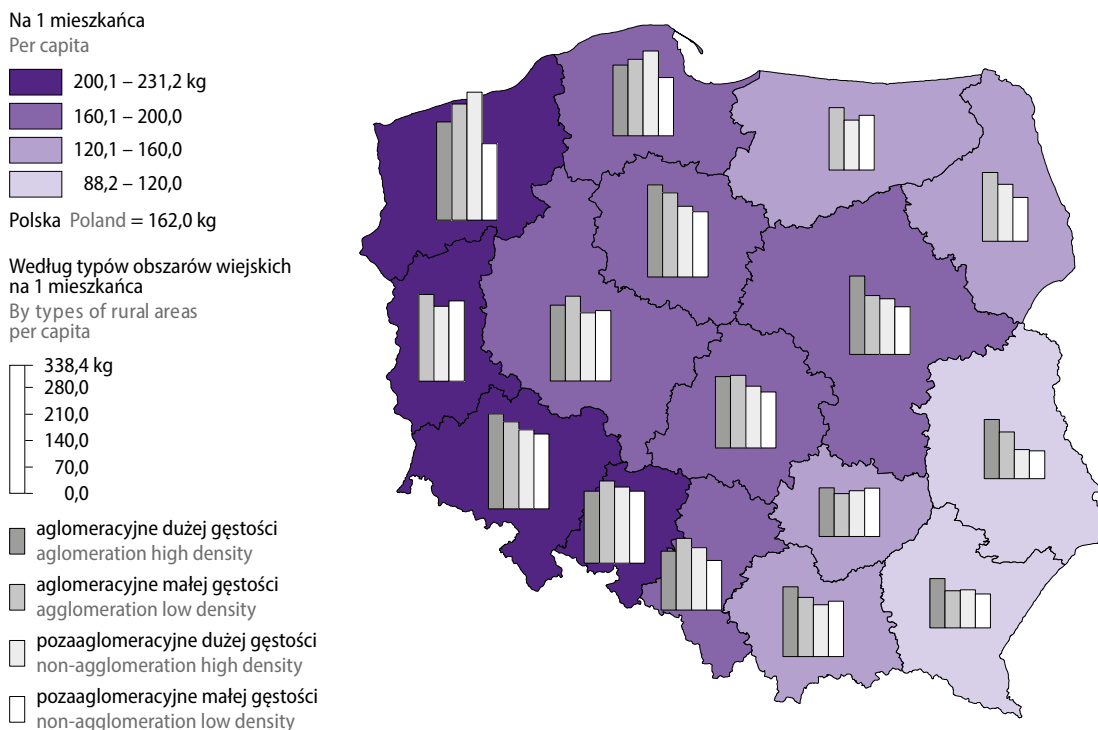 Na 1 mieszkańca
Per capita
200,1 – 231,2 kg
160,1 – 200,0
120,1 – 160,0
88,2 – 120,0
Polska Poland = 162,0 kg
Według typów obszarów wiejskich
na 1 mieszkańca
By types of rural areas
per capita
338,4 kg
280,0
210,0
140,0
70,0
0,0
aglomeracyjne dużej gęstości
aglomeration high density
aglomeracyjne małej gęstości
agglomeration low density
pozaaglomeracyjne dużej gęstości
non-agglomeration high density
pozaaglomeracyjne małej gęstości
non-agglomeration low density